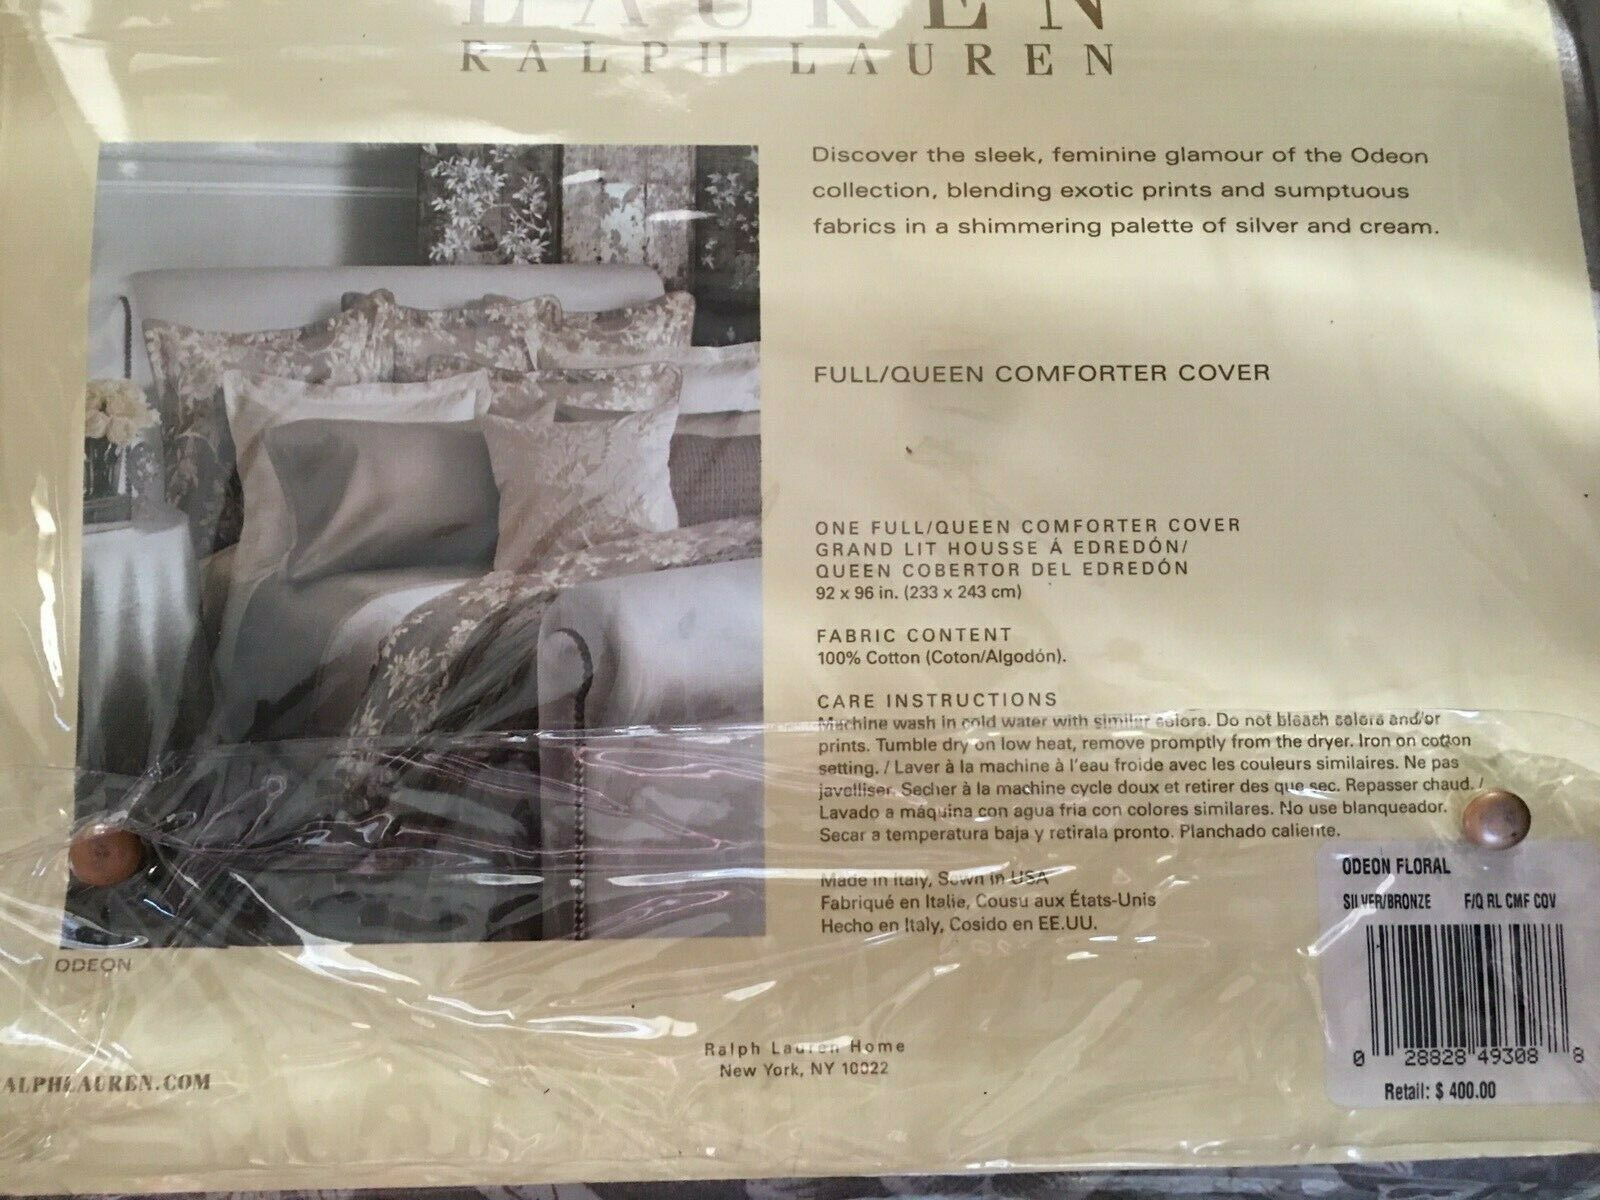 LAUREN
RALPH LAUREN
Discover the sleek, feminine glamour of the Odeon
collection, blending exotic prints and sumptuous
fabrics in a shimmering palette of silver and cream.
FULL/QUEEN COMFORTER COVER
ONE FULL/QUEEN COMFORTER COVER
GRAND LIT HOUSSE Á EDREDÓN/
QUEEN COBERTOR DEL EDREDÓN
92 x 96 in. (233 x 243 cm)
FABRIC CONTENT
100% Cotton (Coton/Algodón).
CARE INSTRUCTIONS
Machine wash in cold water with similar colors. Do not bleach colors and/or
prints. Tumble dry on low heat, remove promptly from the dryer. Iron on cotton
setting. / Laver à la machine à l'eau froide avec les couleurs similaires. Ne pas
javelliser. Secher à la machine cycle doux et retirer des que sec. Repasser chaud. /
Lavado a máquina con agua fria con colores similares. No use blanqueador.
Secar a temperatura baja y retirala pronto. Planchado caliente.
Made in Italy, Sewn in USA
Fabriqué en Italie, Cousu aux États-Unis
Hecho en Italy, Cosido en EE.UU.
ODEON
Ralph Lauren Home
New York, NY 10022
ALPHLAUREN.COM
ODEON FLORAL
SILVER/BRONZE F/Q RL CMF COV
0 28828 49308 8
Retail: $ 400.00